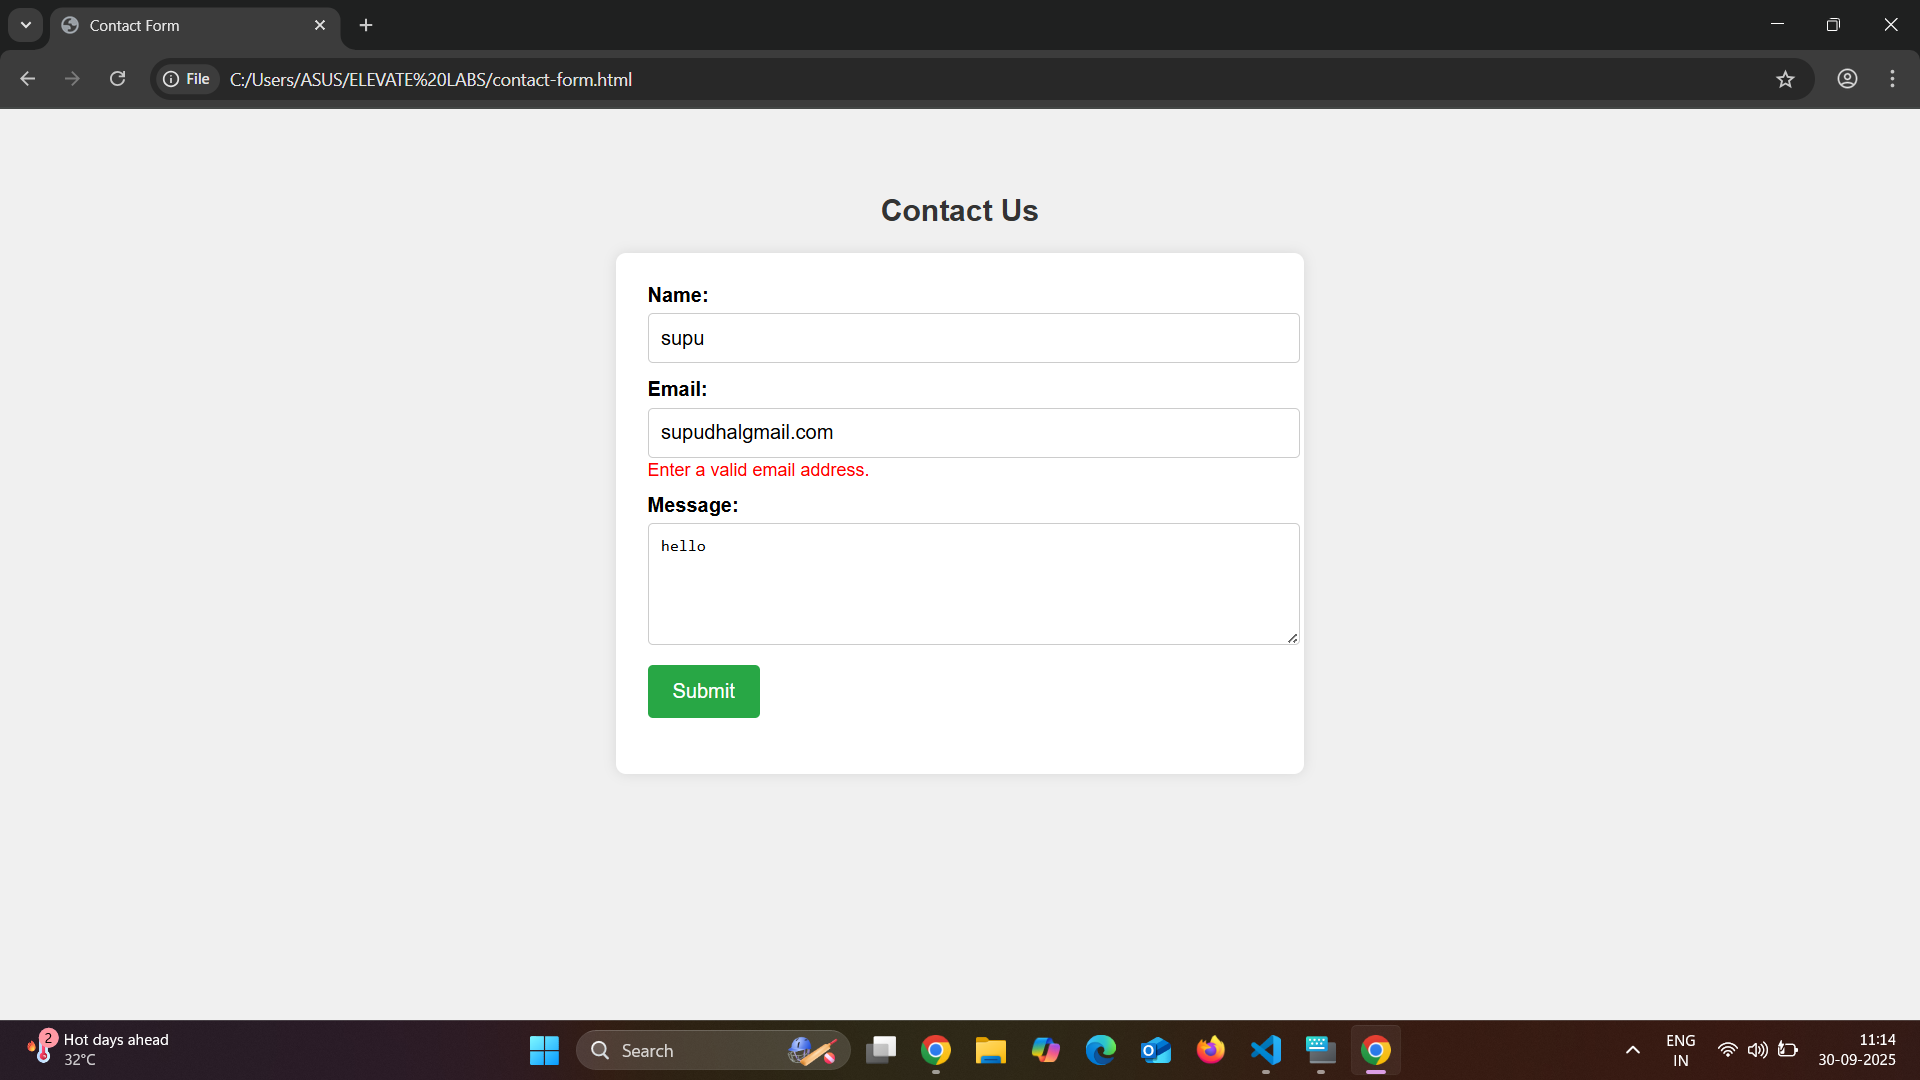 Contact Form
File
C:/Users/ASUS/ELEVATE%20LABS/contact-form.html
Contact Us
Name:
supu
Email:
supudhalgmail.com
Enter a valid email address.
Message:
hello
Submit
2
Hot days ahead
32°C
Search
ENG
IN
11:14
30-09-2025